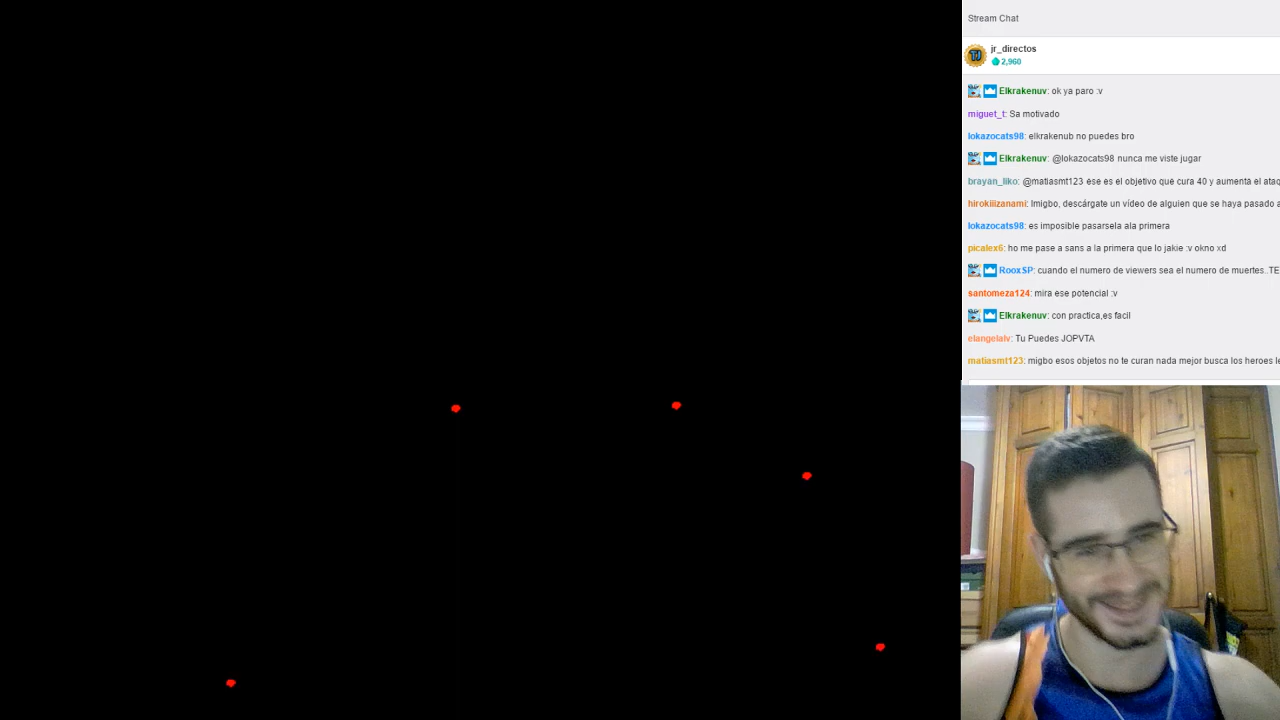 Stream Chat
jr_directos
2,960
Elkrakenuv: ok ya paro :v
miguet_t: Sa motivado
lokazocats98: elkrakenub no puedes bro
Elkrakenuv: @lokazocats98 nunca me viste jugar
brayan_liko: @matiasmt123 ese es el objetivo que cura 40 y aumenta el ataq
hirokiiizanami: Imigbo, descárgate un vídeo de alguien que se haya pasado a
lokazocats98: es imposible pasarsela ala primera
picalex6: ho me pase a sans a la primera que lo jakie :v okno xd
RooxSP: cuando el numero de viewers sea el numero de muertes..TE
santomeza124: mira ese potencial :v
Elkrakenuv: con practica,es facil
elangelalv: Tu Puedes JOPVTA
matiasmt123: migbo esos objetos no te curan nada mejor busca los heroes le